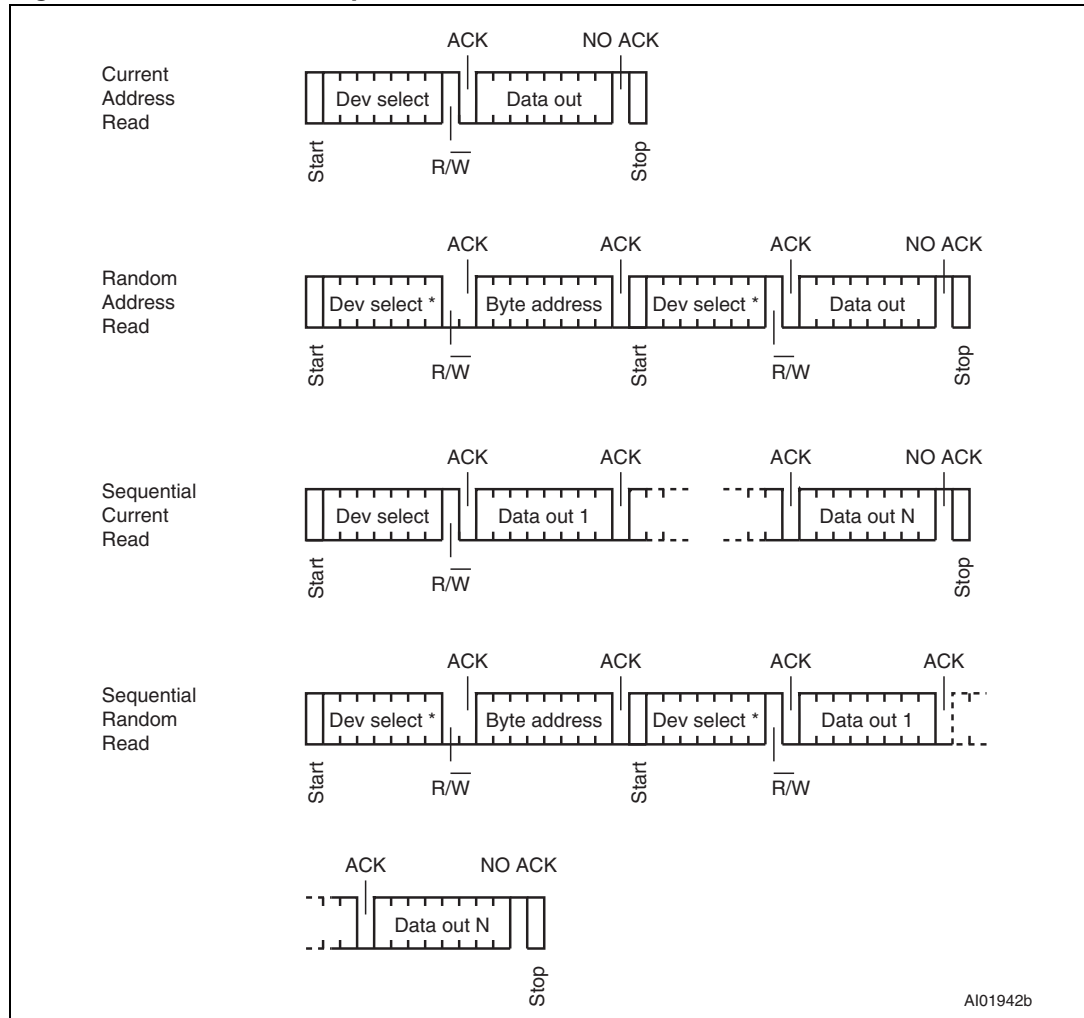 ACK NO ACK
Current
Address
Read
Dev select Data out
Start R/W̅ Stop
ACK ACK ACK NO ACK
Random
Address
Read
Dev select * Byte address Dev select * Data out
Start R/W̅ Start R̅/W Stop
ACK ACK ACK NO ACK
Sequential
Current
Read
Dev select Data out 1 Data out N
Start R/W̅ Stop
ACK ACK ACK ACK
Sequential
Random
Read
Dev select * Byte address Dev select * Data out 1
Start R/W̅ Start R̅/W
ACK NO ACK
Data out N
Stop
AI01942b